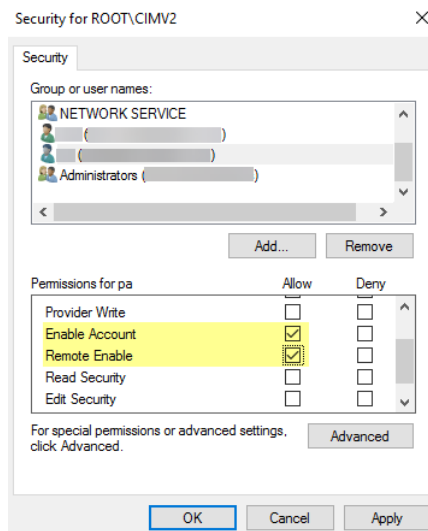 Security for ROOT\CIMV2
Security
Group or user names:
NETWORK SERVICE
(          )
(          )
Administrators (          )
Add...
Remove
Permissions for pa
Allow
Deny
Provider Write
Enable Account
Remote Enable
Read Security
Edit Security
For special permissions or advanced settings,
click Advanced.
Advanced
OK
Cancel
Apply